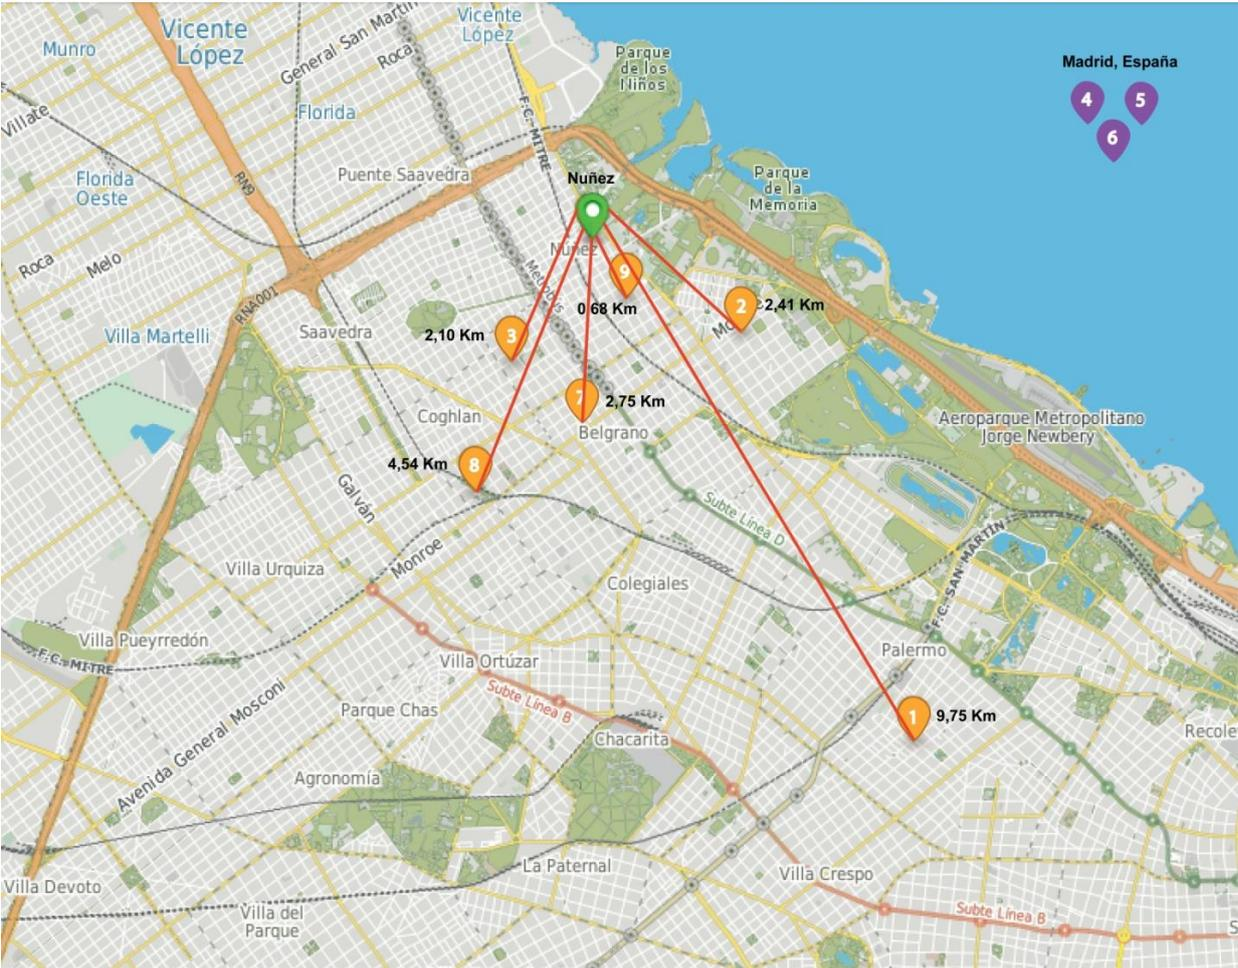 Vicente
López
Munro
General San Martín
Roca
Vicente
López
Parque
de los
Niños
Madrid, España
4
5
6
Villate
Florida
F.C. MITRE
Puente Saavedra
Florida
Oeste
RN9
Nuñez
Parque
de la
Memoria
Núñez
Roca
Melo
Metrobus
9
0,68 Km
2
2,41 Km
RNA001
Saavedra
Villa Martelli
3
2,10 Km
7
2,75 Km
Coghlan
Belgrano
Aeroparque Metropolitano
Jorge Newbery
4,54 Km
8
Galván
Subte Línea D
F.C. SAN MARTÍN
Monroe
Villa Urquiza
Colegiales
Villa Pueyrredón
F.C. MITRE
Palermo
Villa Ortúzar
Subte Línea B
Avenida General Mosconi
Parque Chas
1
9,75 Km
Chacarita
Agronomía
La Paternal
Villa Crespo
Villa Devoto
Villa del
Parque
Subte Línea B